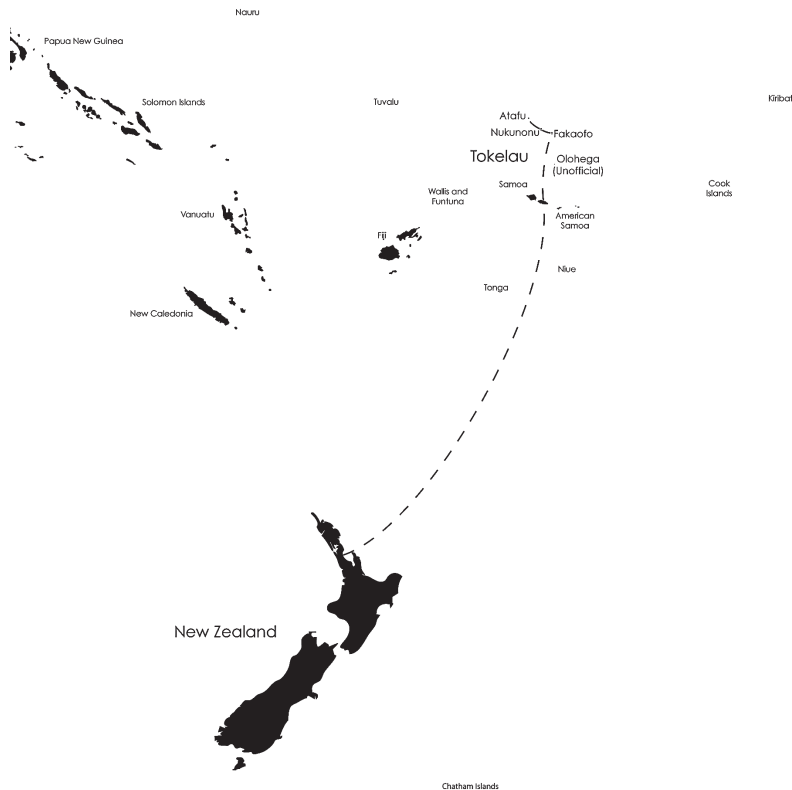 Nauru
Papua New Guinea
Solomon Islands
Tuvalu
Kiribat
Atafu
Nukunonu
Fakaofo
Tokelau
Olohega
(Unofficial)
Samoa
Wallis and
Funtuna
Cook
Islands
Vanuatu
American
Samoa
Fiji
Niue
Tonga
New Caledonia
New Zealand
Chatham Islands